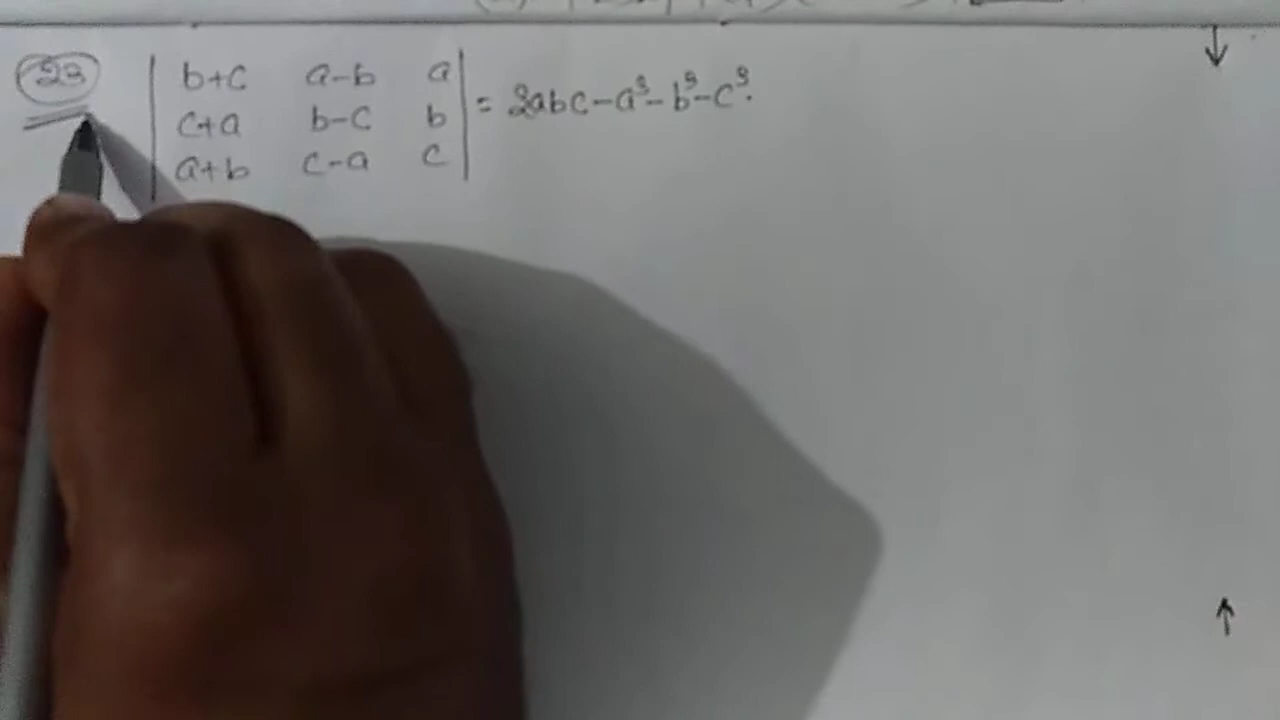 23 | b+c a-b a |
| c+a b-c b | = 3abc-a³-b³-c³.
| a+b c-a c |